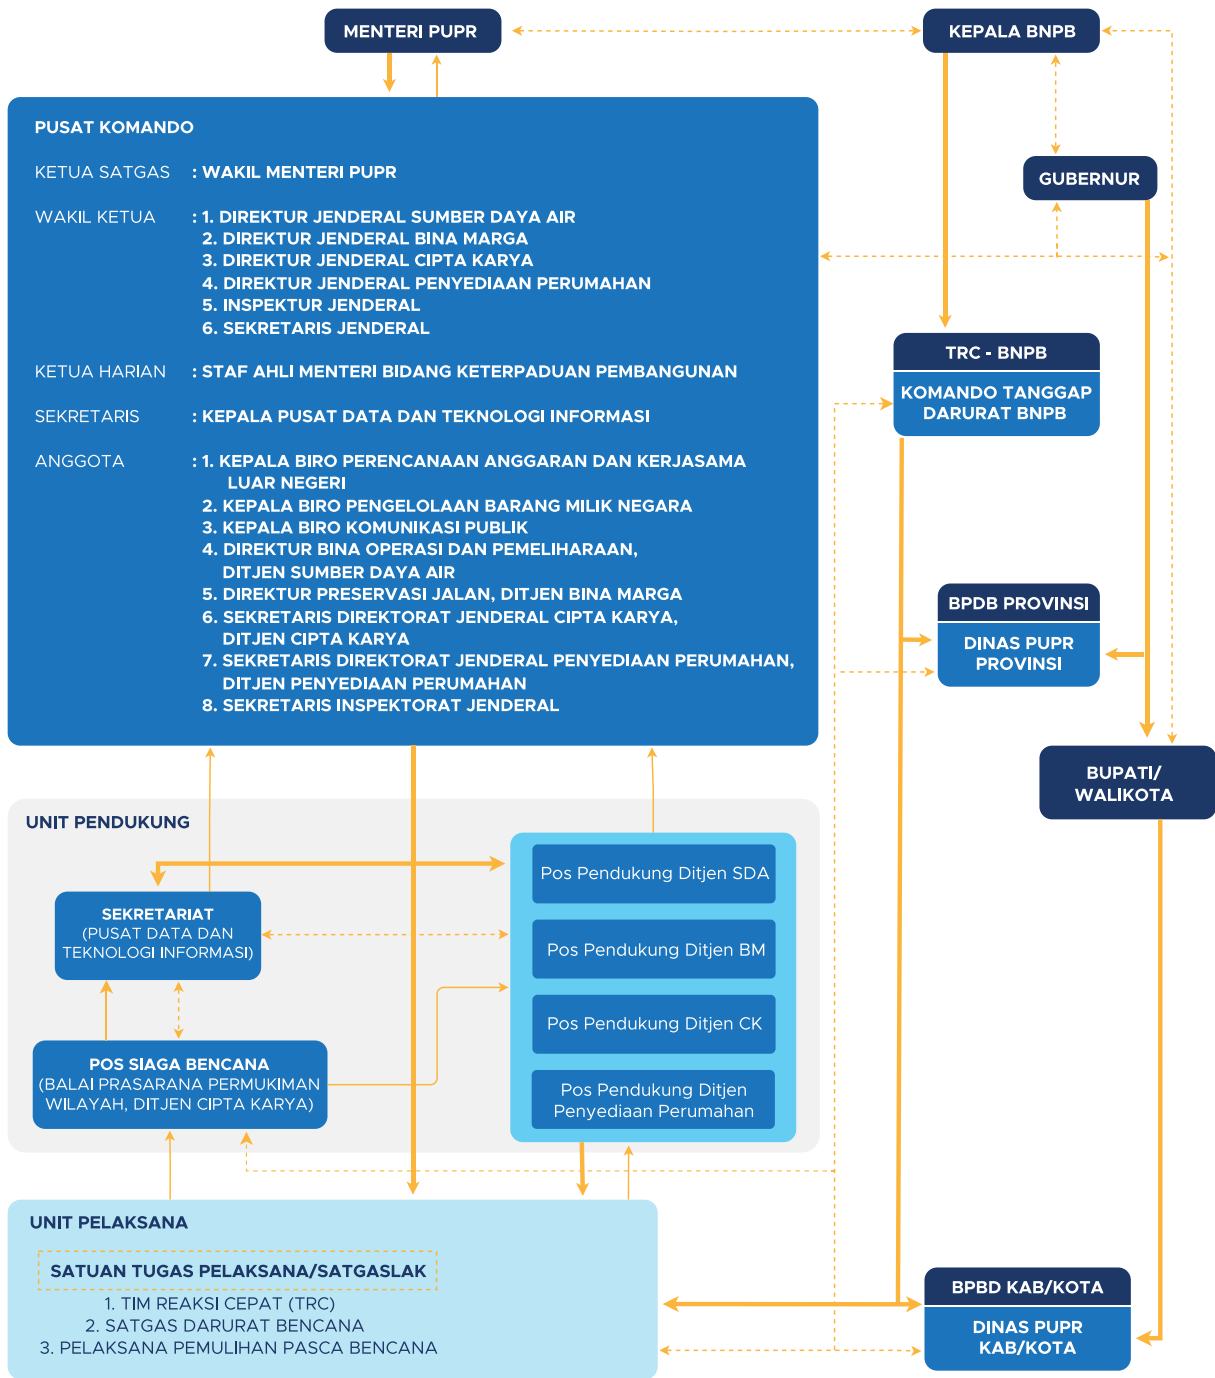 MENTERI PUPR
KEPALA BNPB
GUBERNUR
PUSAT KOMANDO
KETUA SATGAS : WAKIL MENTERI PUPR
WAKIL KETUA : 1. DIREKTUR JENDERAL SUMBER DAYA AIR
2. DIREKTUR JENDERAL BINA MARGA
3. DIREKTUR JENDERAL CIPTA KARYA
4. DIREKTUR JENDERAL PENYEDIAAN PERUMAHAN
5. INSPEKTUR JENDERAL
6. SEKRETARIS JENDERAL
KETUA HARIAN : STAF AHLI MENTERI BIDANG KETERPADUAN PEMBANGUNAN
SEKRETARIS : KEPALA PUSAT DATA DAN TEKNOLOGI INFORMASI
ANGGOTA : 1. KEPALA BIRO PERENCANAAN ANGGARAN DAN KERJASAMA
LUAR NEGERI
2. KEPALA BIRO PENGELOLAAN BARANG MILIK NEGARA
3. KEPALA BIRO KOMUNIKASI PUBLIK
4. DIREKTUR BINA OPERASI DAN PEMELIHARAAN,
DITJEN SUMBER DAYA AIR
5. DIREKTUR PRESERVASI JALAN, DITJEN BINA MARGA
6. SEKRETARIS DIREKTORAT JENDERAL CIPTA KARYA,
DITJEN CIPTA KARYA
7. SEKRETARIS DIREKTORAT JENDERAL PENYEDIAAN PERUMAHAN,
DITJEN PENYEDIAAN PERUMAHAN
8. SEKRETARIS INSPEKTORAT JENDERAL
TRC - BNPB
KOMANDO TANGGAP
DARURAT BNPB
BPDB PROVINSI
DINAS PUPR
PROVINSI
BUPATI/
WALIKOTA
UNIT PENDUKUNG
SEKRETARIAT
(PUSAT DATA DAN
TEKNOLOGI INFORMASI)
POS SIAGA BENCANA
(BALAI PRASARANA PERMUKIMAN
WILAYAH, DITJEN CIPTA KARYA)
Pos Pendukung Ditjen SDA
Pos Pendukung Ditjen BM
Pos Pendukung Ditjen CK
Pos Pendukung Ditjen
Penyediaan Perumahan
UNIT PELAKSANA
SATUAN TUGAS PELAKSANA/SATGASLAK
1. TIM REAKSI CEPAT (TRC)
2. SATGAS DARURAT BENCANA
3. PELAKSANA PEMULIHAN PASCA BENCANA
BPBD KAB/KOTA
DINAS PUPR
KAB/KOTA